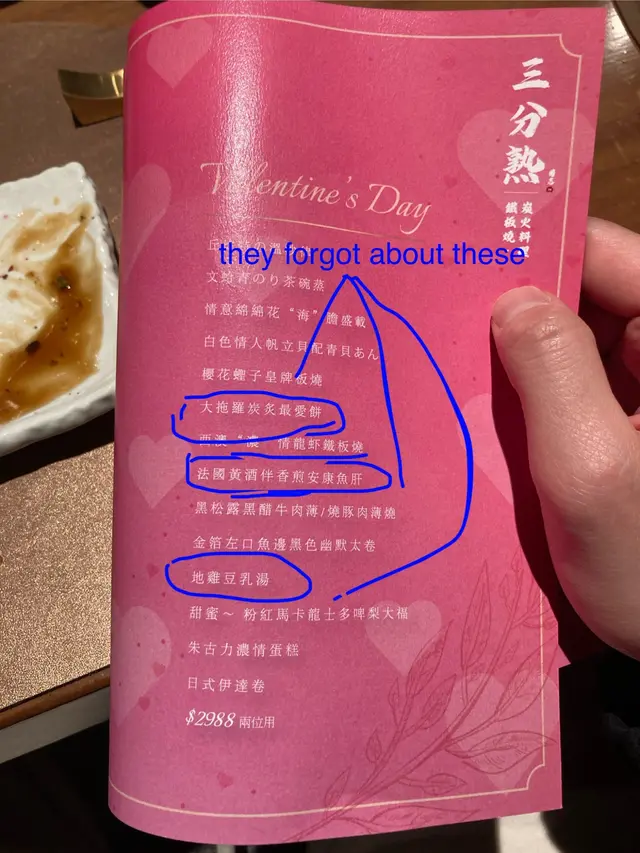 三分熟
炭火料理
鐵板燒
Valentine's Day
they forgot about these
文蛤青のり茶碗蒸
情意綿綿花“海”膽盛載
白色情人帆立貝配青貝あん
櫻花蟶子皇牌板燒
大拖羅炭炙最愛餅
西澳“濃”情龍虾鐵板燒
法國黃酒伴香煎安康魚肝
黑松露黑醋牛肉薄/燒豚肉薄燒
金箔左口魚邊黑色幽默太卷
地雞豆乳湯
甜蜜～ 粉紅馬卡龍士多啤梨大福
朱古力濃情蛋糕
日式伊達卷
$2988 兩位用